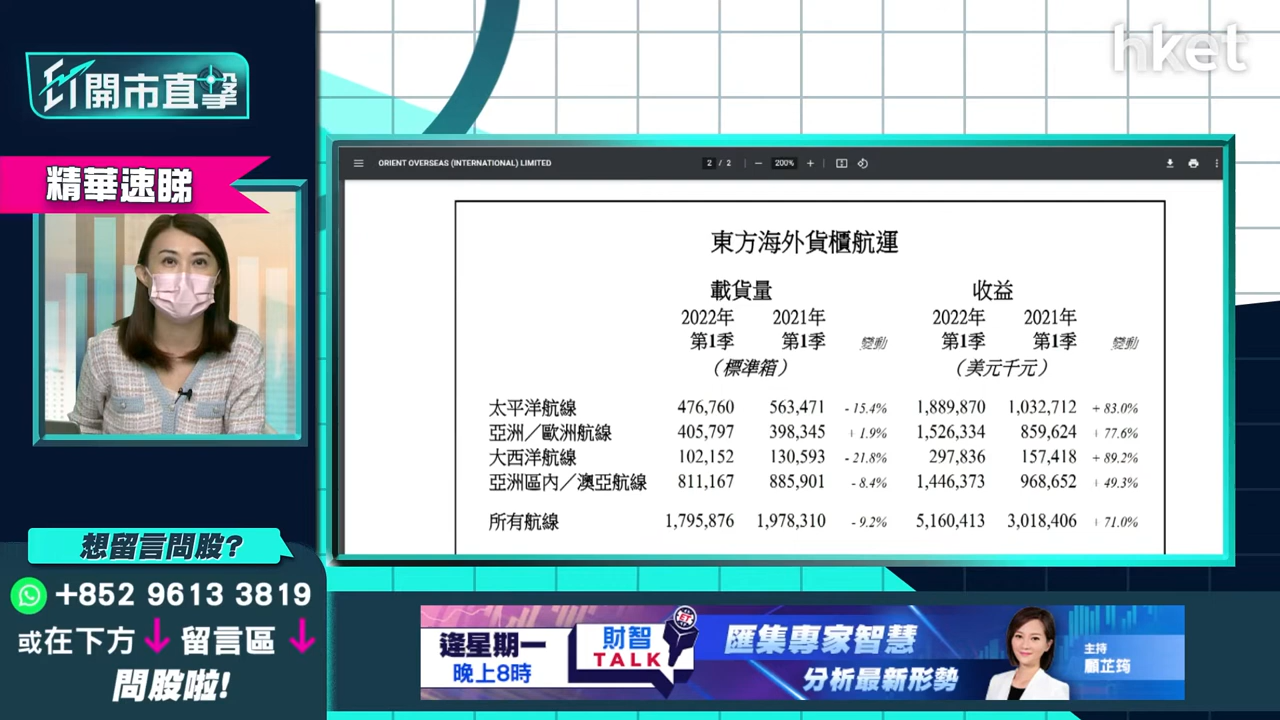 hket
ET開市直擊
精華速睇
ORIENT OVERSEAS (INTERNATIONAL) LIMITED 2 / 2 200%
東方海外貨櫃航運
載貨量 收益
2022年 2021年 2022年 2021年
第1季 第1季 變動 第1季 第1季 變動
(標準箱) (美元千元)
太平洋航線 476,760 563,471 - 15.4% 1,889,870 1,032,712 + 83.0%
亞洲／歐洲航線 405,797 398,345 + 1.9% 1,526,334 859,624 + 77.6%
大西洋航線 102,152 130,593 - 21.8% 297,836 157,418 + 89.2%
亞洲區內／澳亞航線 811,167 885,901 - 8.4% 1,446,373 968,652 + 49.3%
所有航線 1,795,876 1,978,310 - 9.2% 5,160,413 3,018,406 + 71.0%
想留言問股?
+852 9613 3819
或在下方 留言區
問股啦!
逢星期一
晚上8時
財智
TALK
匯集專家智慧
分析最新形勢
主持
顧芷筠